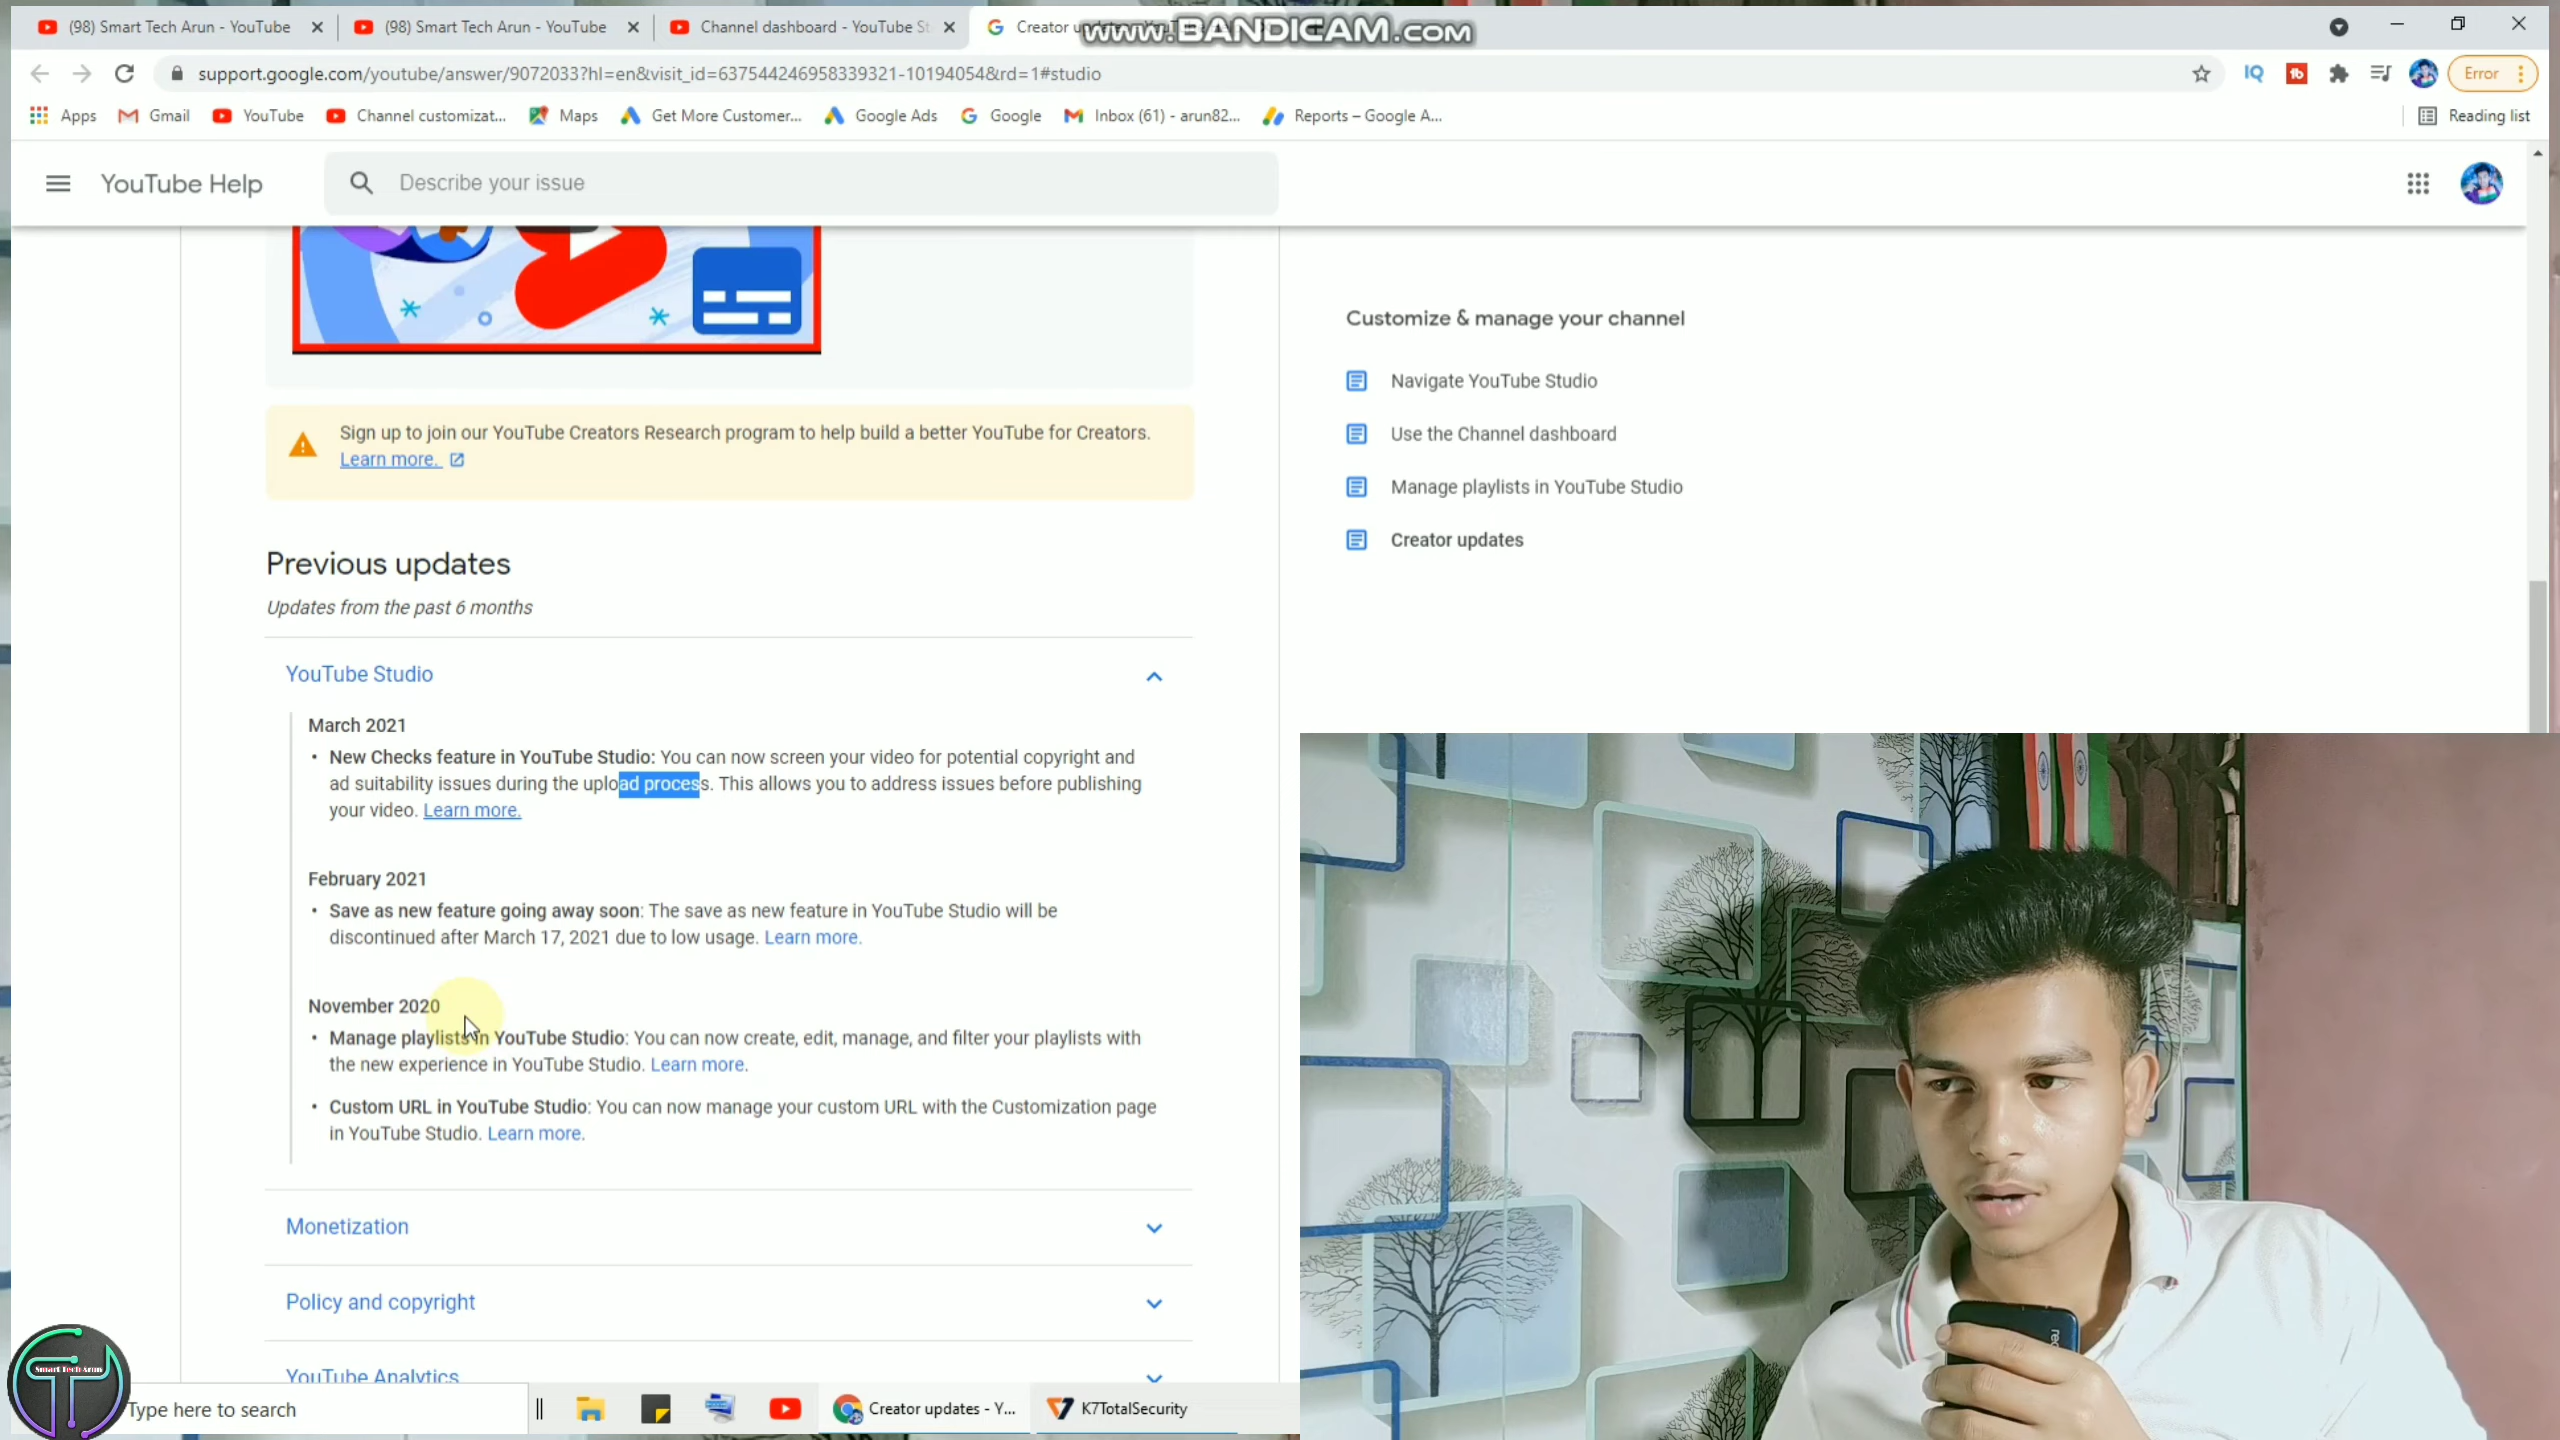 www.BANDICAM.com
(98) Smart Tech Arun - YouTube
(98) Smart Tech Arun - YouTube
Channel dashboard - YouTube St
support.google.com/youtube/answer/9072033?hl=en&visit_id=637544246958339321-10194054&rd=1#studio
Error
Apps
Gmail
YouTube
Channel customizat...
Maps
Get More Customer...
Google Ads
Google
Inbox (61) - arun82...
Reports – Google A...
Reading list
YouTube Help
Describe your issue
Customize & manage your channel
Navigate YouTube Studio
Use the Channel dashboard
Manage playlists in YouTube Studio
Creator updates
Sign up to join our YouTube Creators Research program to help build a better YouTube for Creators.
Learn more.
Previous updates
Updates from the past 6 months
YouTube Studio
March 2021
• New Checks feature in YouTube Studio: You can now screen your video for potential copyright and
ad suitability issues during the upload process. This allows you to address issues before publishing
your video. Learn more.
February 2021
• Save as new feature going away soon: The save as new feature in YouTube Studio will be
discontinued after March 17, 2021 due to low usage. Learn more.
November 2020
• Manage playlists in YouTube Studio: You can now create, edit, manage, and filter your playlists with
the new experience in YouTube Studio. Learn more.
• Custom URL in YouTube Studio: You can now manage your custom URL with the Customization page
in YouTube Studio. Learn more.
Monetization
Policy and copyright
YouTube Analytics
Smart Tech Arun
Type here to search
Creator updates - Y...
K7TotalSecurity